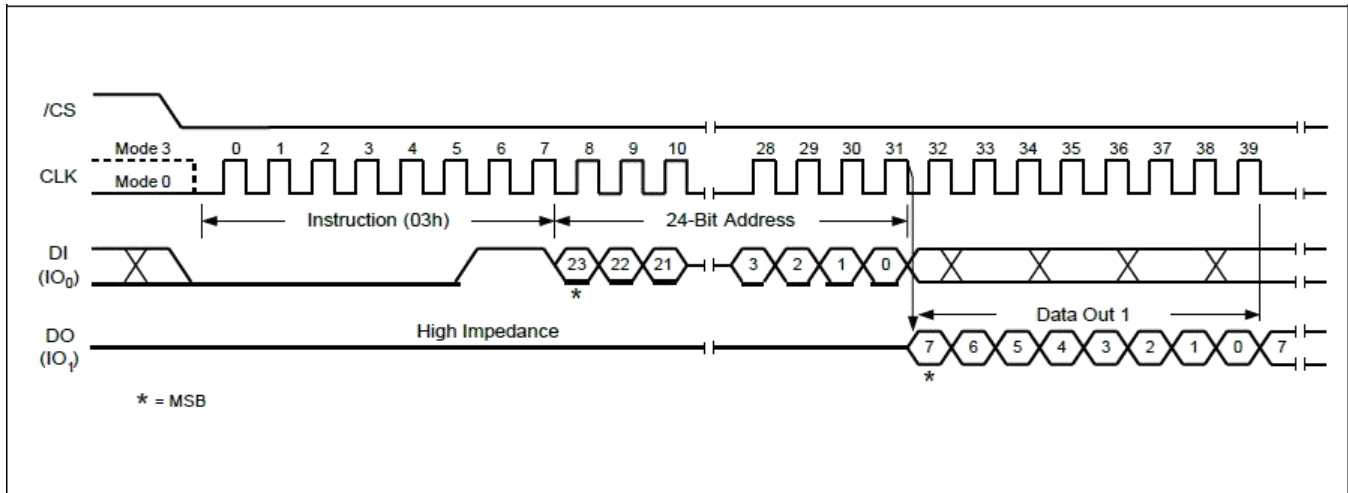 /CS
Mode 3
0 1 2 3 4 5 6 7 8 9 10 28 29 30 31 32 33 34 35 36 37 38 39
CLK
Mode 0
Instruction (03h)
24-Bit Address
DI
(IO0)
23 22 21 3 2 1 0
*
Data Out 1
High Impedance
DO
(IO1)
7 6 5 4 3 2 1 0 7
*
* = MSB